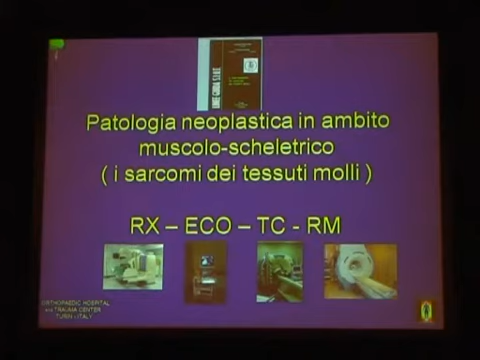 Patologia neoplastica in ambito
muscolo-scheletrico
( i sarcomi dei tessuti molli )
RX – ECO – TC - RM
ORTHOPAEDIC HOSPITAL
AND TRAUMA CENTER
TURIN - ITALY